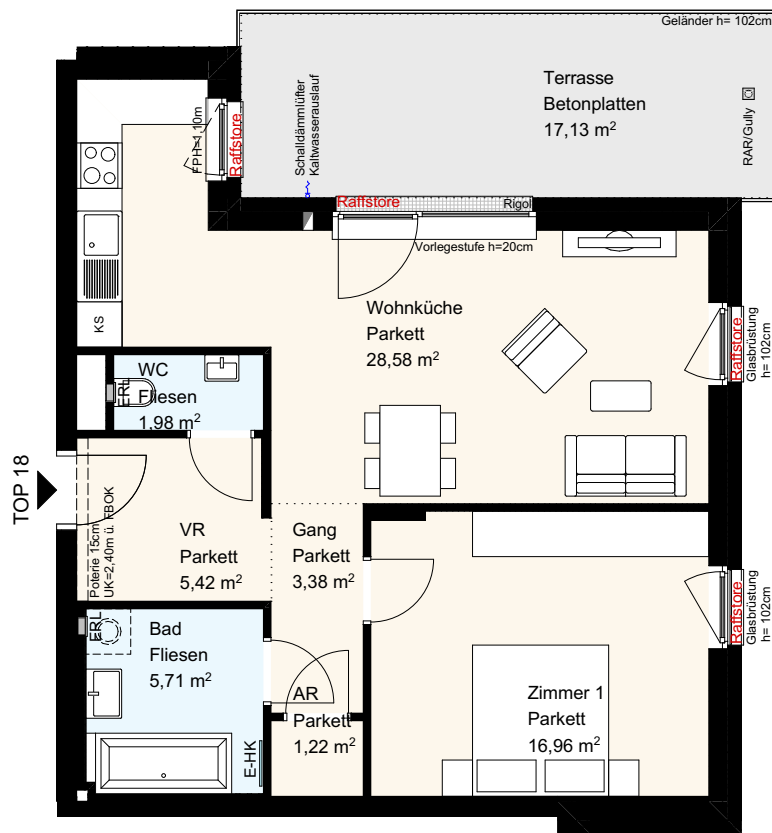 Geländer h= 102cm
Terrasse
Betonplatten
17,13 m²
RAR/Gully
Schalldämmlüfter
Kaltwasserauslauf
FPH=1,10m
Raffstore
Raffstore
Rigol
Vorlegestufe h=20cm
Wohnküche
Parkett
28,58 m²
KS
Raffstore
Glasbrüstung
h= 102cm
WC
Fliesen
1,98 m²
ERL
TOP 18
Poterie 15cm
UK=2,40m ü. FBOK
VR
Parkett
5,42 m²
Gang
Parkett
3,38 m²
Raffstore
Glasbrüstung
h= 102cm
ERL
Bad
Fliesen
5,71 m²
E-HK
AR
Parkett
1,22 m²
Zimmer 1
Parkett
16,96 m²